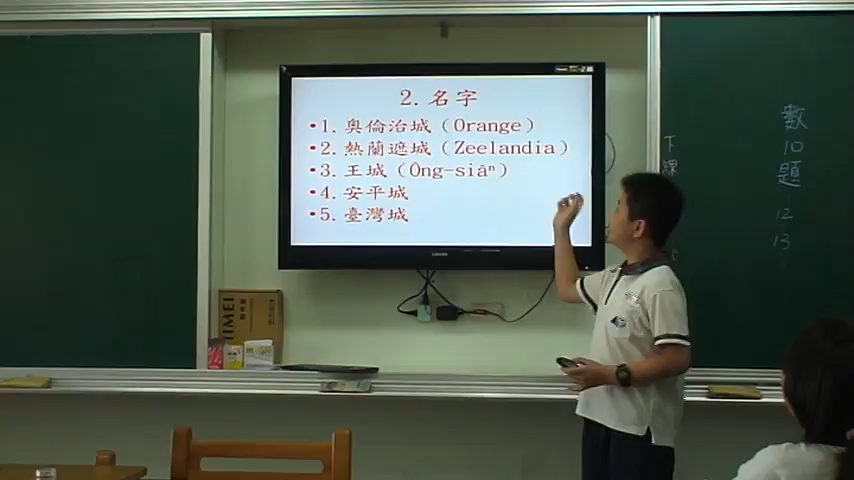 2. 名字
•1. 奧倫治城（Orange）
•2. 熱蘭遮城（Zeelandia）
•3. 王城（Ông-siâⁿ）
•4. 安平城
•5. 臺灣城
下課
數
10
題
12
13
IMEI